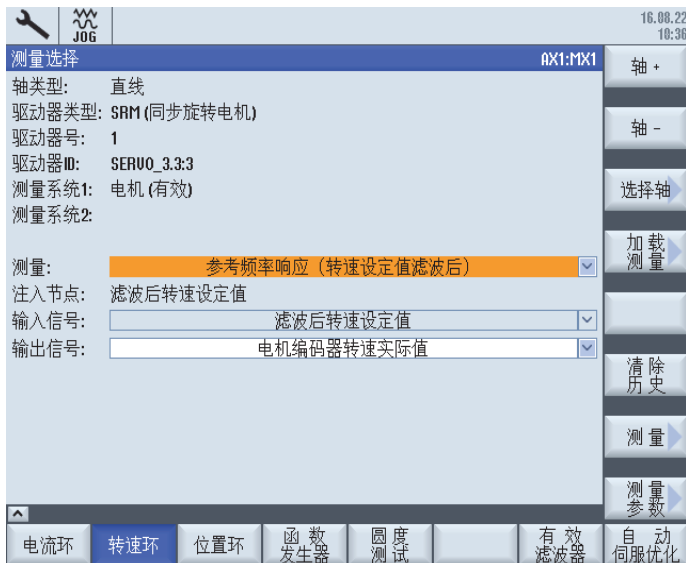 JOG
16.08.22
10:36
测量选择 AX1:MX1
轴类型: 直线
驱动器类型: SRM (同步旋转电机)
驱动器号: 1
驱动器ID: SERVO_3.3:3
测量系统1: 电机 (有效)
测量系统2:
测量: 参考频率响应（转速设定值滤波后）
注入节点: 滤波后转速设定值
输入信号: 滤波后转速设定值
输出信号: 电机编码器转速实际值
轴 +
轴 -
选择轴
加 载
测 量
清 除
历 史
测 量
测 量
参 数
电流环
转速环
位置环
函 数
发生器
圆 度
测 试
有 效
滤波器
自 动
伺服优化